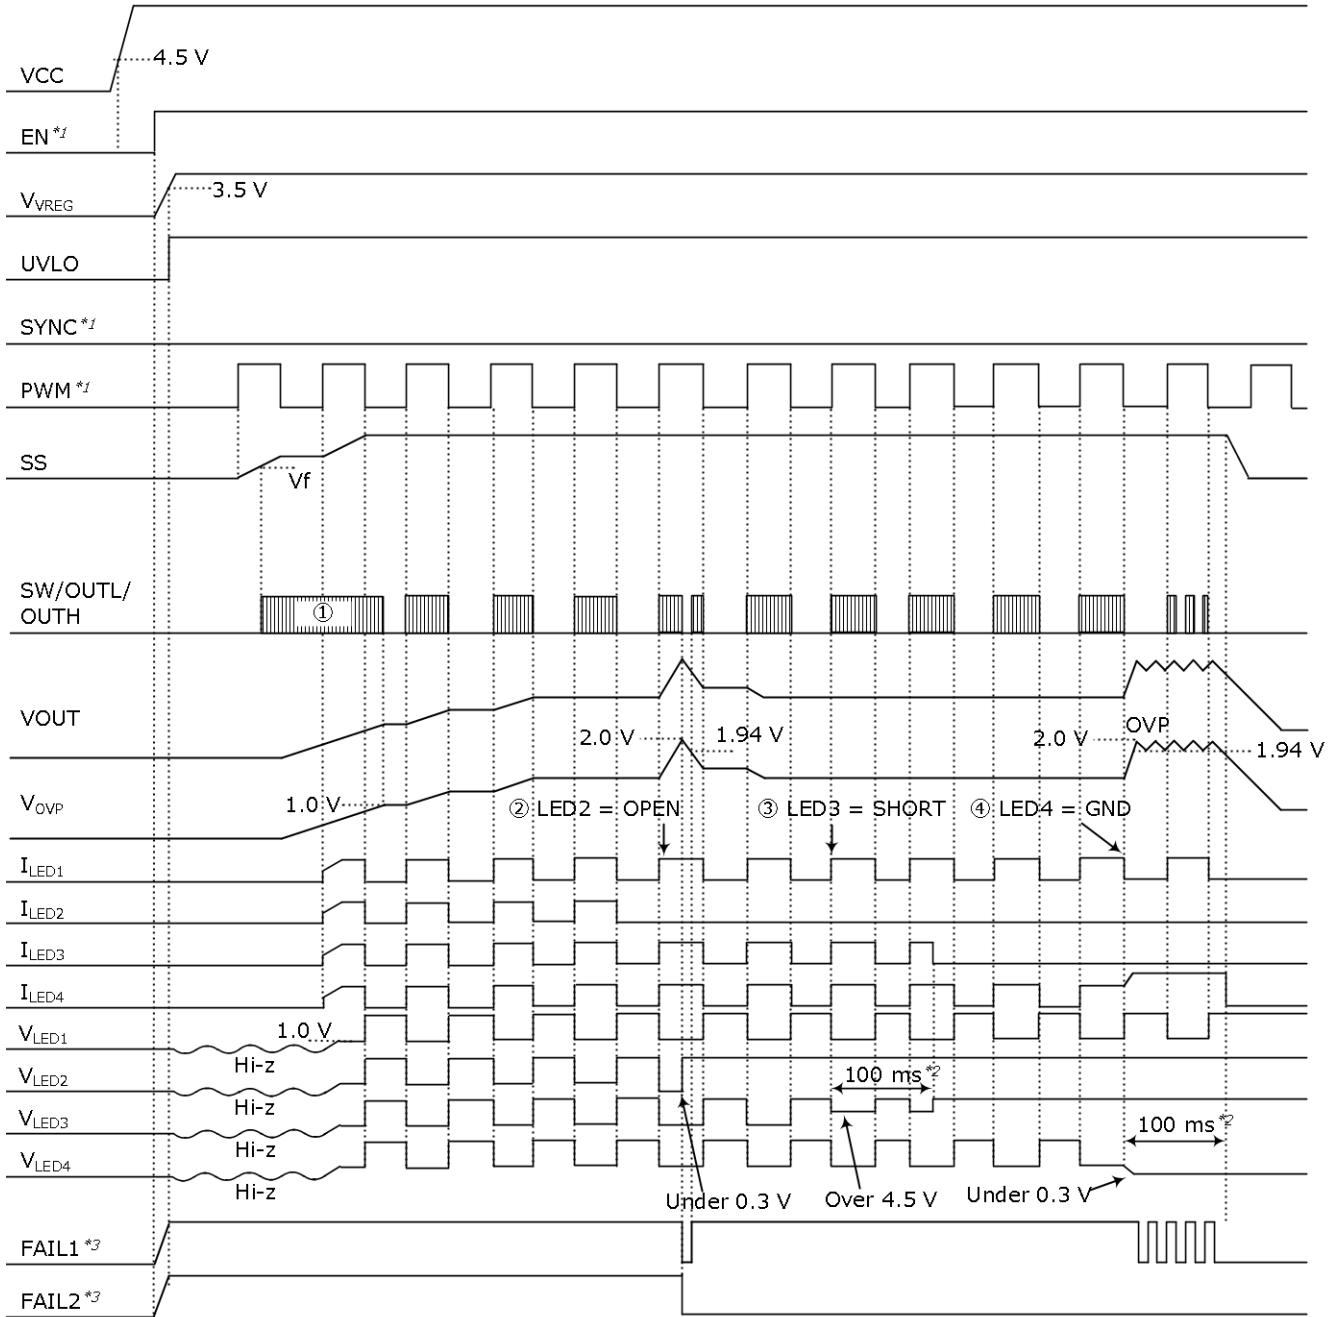 4.5 V
VCC
EN *1
3.5 V
VVREG
UVLO
SYNC *1
PWM *1
SS
Vf
SW/OUTL/
OUTH
①
VOUT
2.0 V
1.94 V
2.0 V
OVP
1.94 V
VOVP
1.0 V
② LED2 = OPEN
③ LED3 = SHORT
④ LED4 = GND
ILED1
ILED2
ILED3
ILED4
1.0 V
VLED1
Hi-z
VLED2
100 ms *2
Hi-z
VLED3
100 ms *2
Hi-z
VLED4
Hi-z
Under 0.3 V
Over 4.5 V
Under 0.3 V
FAIL1 *3
FAIL2 *3